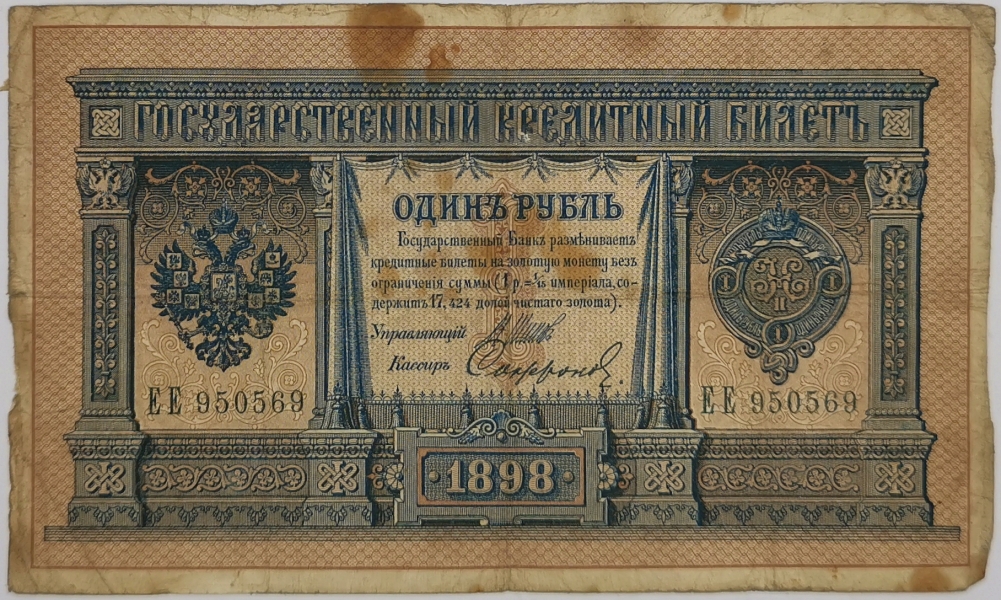 ГОСУДАРСТВЕННЫЙ КРЕДИТНЫЙ БИЛЕТЪ
ОДИНЪ РУБЛЬ
Государственный Банкъ размѣниваетъ
кредитные билеты на золотую монету безъ
ограниченія суммы (1 р. = 1/15 имперіала, со-
держитъ 17,424 долей чистаго золота).
Управляющій
Кассиръ
ЕЕ 950569
ЕЕ 950569
1898